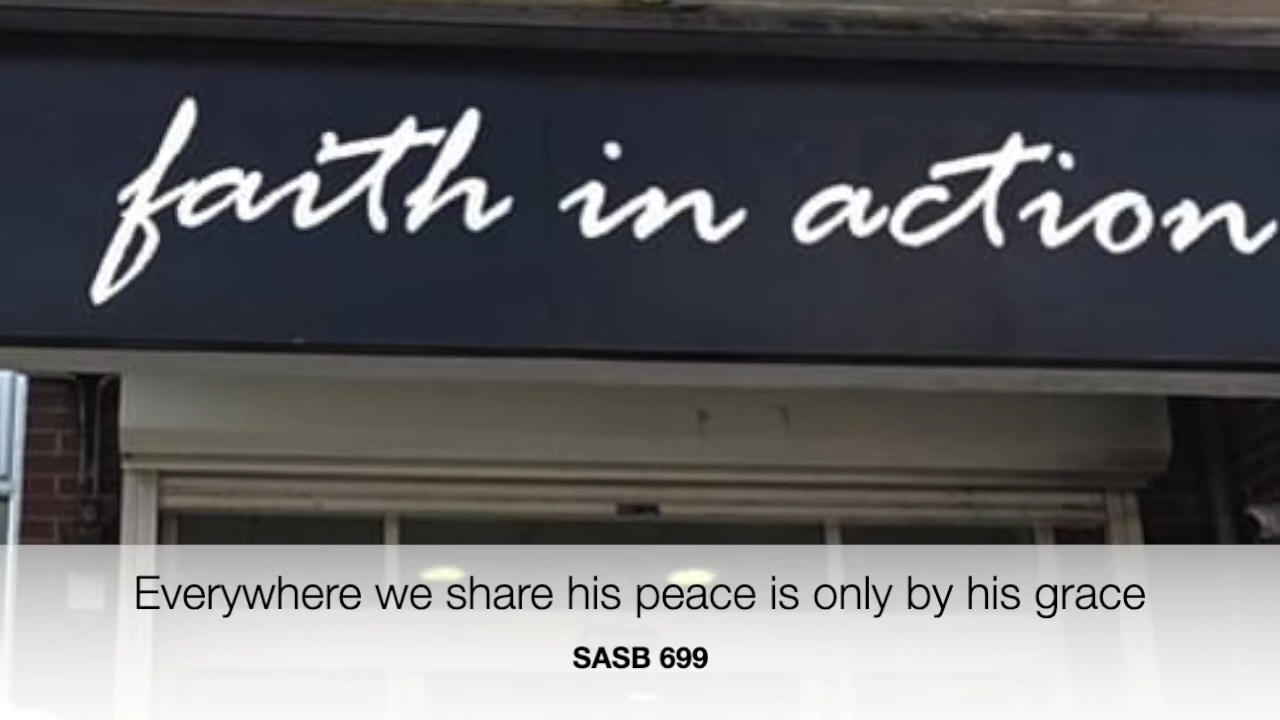 faith in action
Everywhere we share his peace is only by his grace
SASB 699